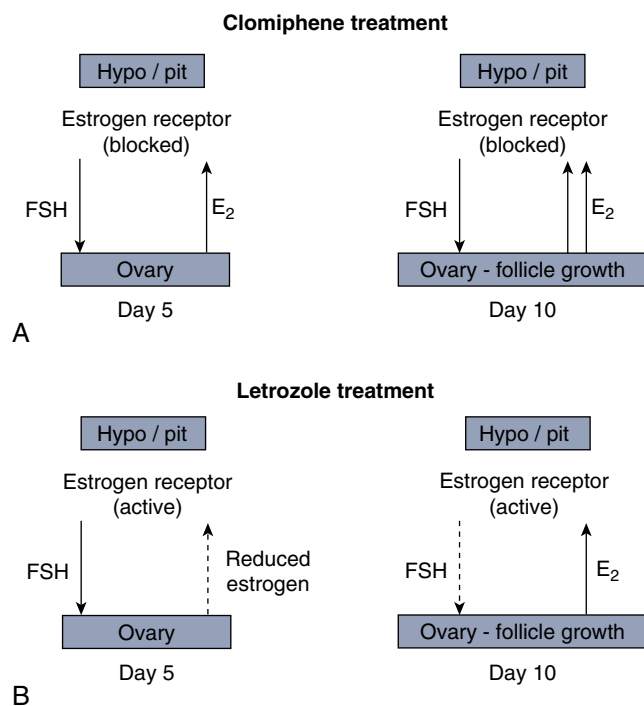 Clomiphene treatment
Hypo / pit
Hypo / pit
Estrogen receptor
(blocked)
Estrogen receptor
(blocked)
FSH
E₂
FSH
E₂
Ovary
Ovary - follicle growth
Day 5
Day 10
A
Letrozole treatment
Hypo / pit
Hypo / pit
Estrogen receptor
(active)
Estrogen receptor
(active)
FSH
Reduced
estrogen
FSH
E₂
Ovary
Ovary - follicle growth
Day 5
Day 10
B